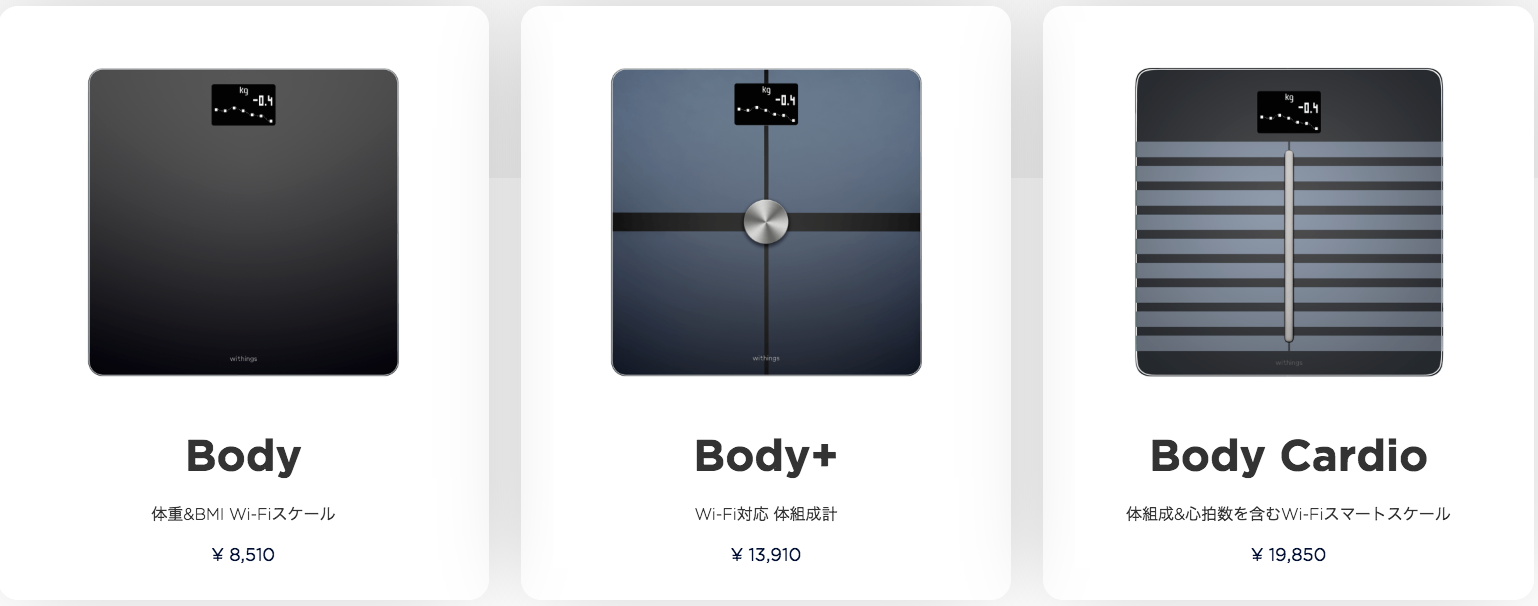 kg
-0.4
withings
Body
体重&BMI Wi-Fiスケール
¥ 8,510
kg
-0.4
withings
Body+
Wi-Fi対応 体組成計
¥ 13,910
kg
-0.4
withings
Body Cardio
体組成&心拍数を含むWi-Fiスマートスケール
¥ 19,850